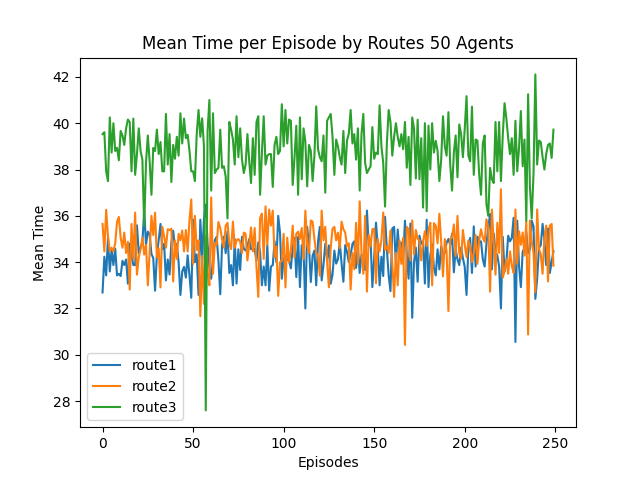 Mean Time per Episode by Routes 50 Agents
Mean Time
42
40
38
36
34
32
30
28
route1
route2
route3
0 50 100 150 200 250
Episodes